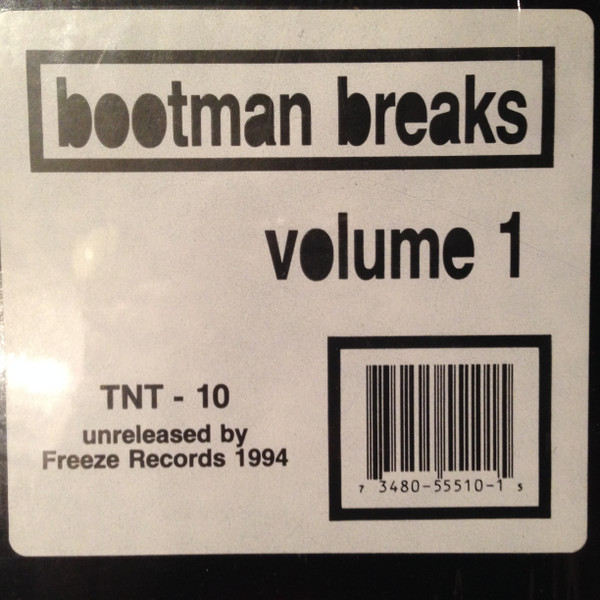 bootman breaks
volume 1
TNT - 10
unreleased by
Freeze Records 1994
7 3480-55510-1 5